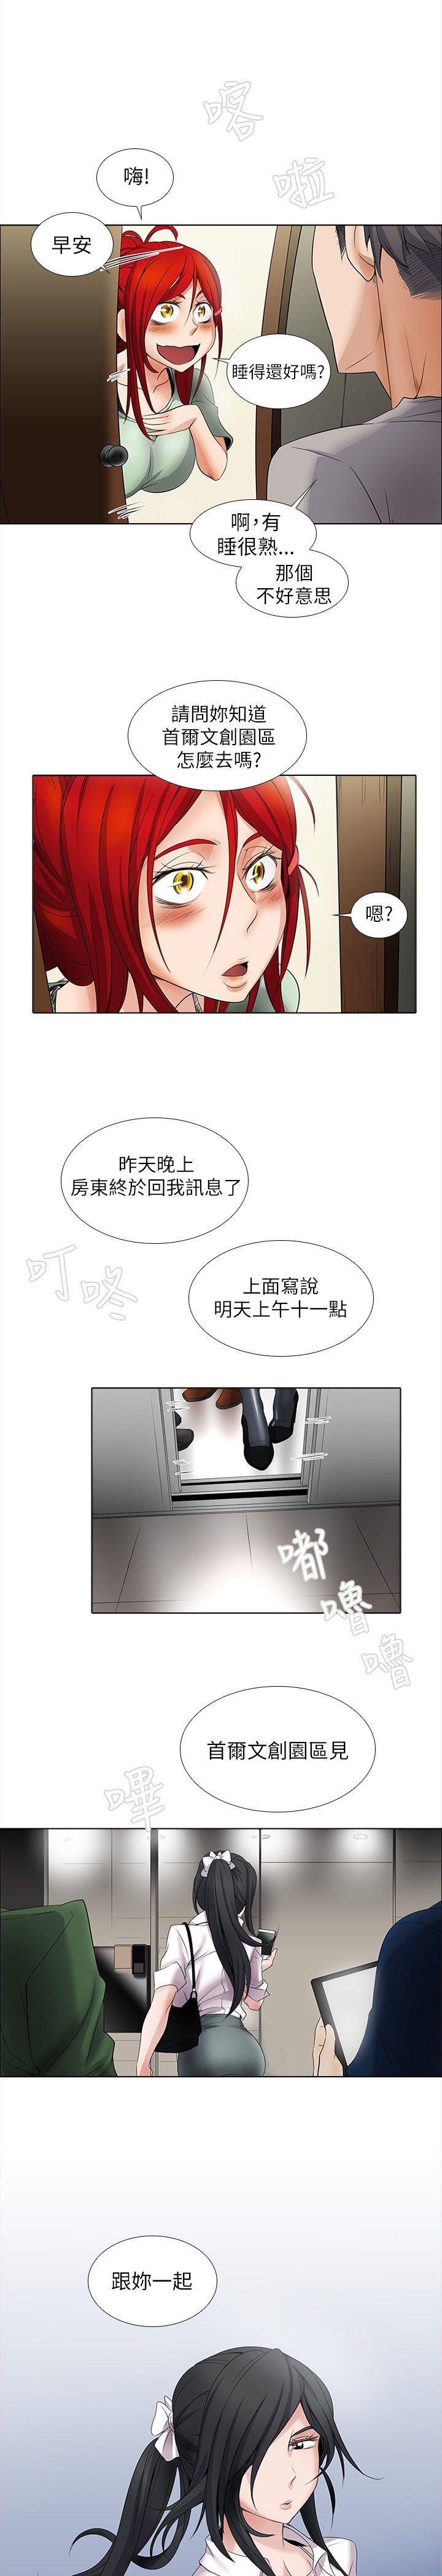 喀
啦
嗨!
早安
睡得還好嗎?
啊，有
睡很熟...
那個
不好意思
請問妳知道
首爾文創園區
怎麼去嗎?
嗯?
昨天晚上
房東終於回我訊息了
叮
咚
上面寫說
明天上午十一點
嘟
嚕
嚕
首爾文創園區見
嗶
跟妳一起